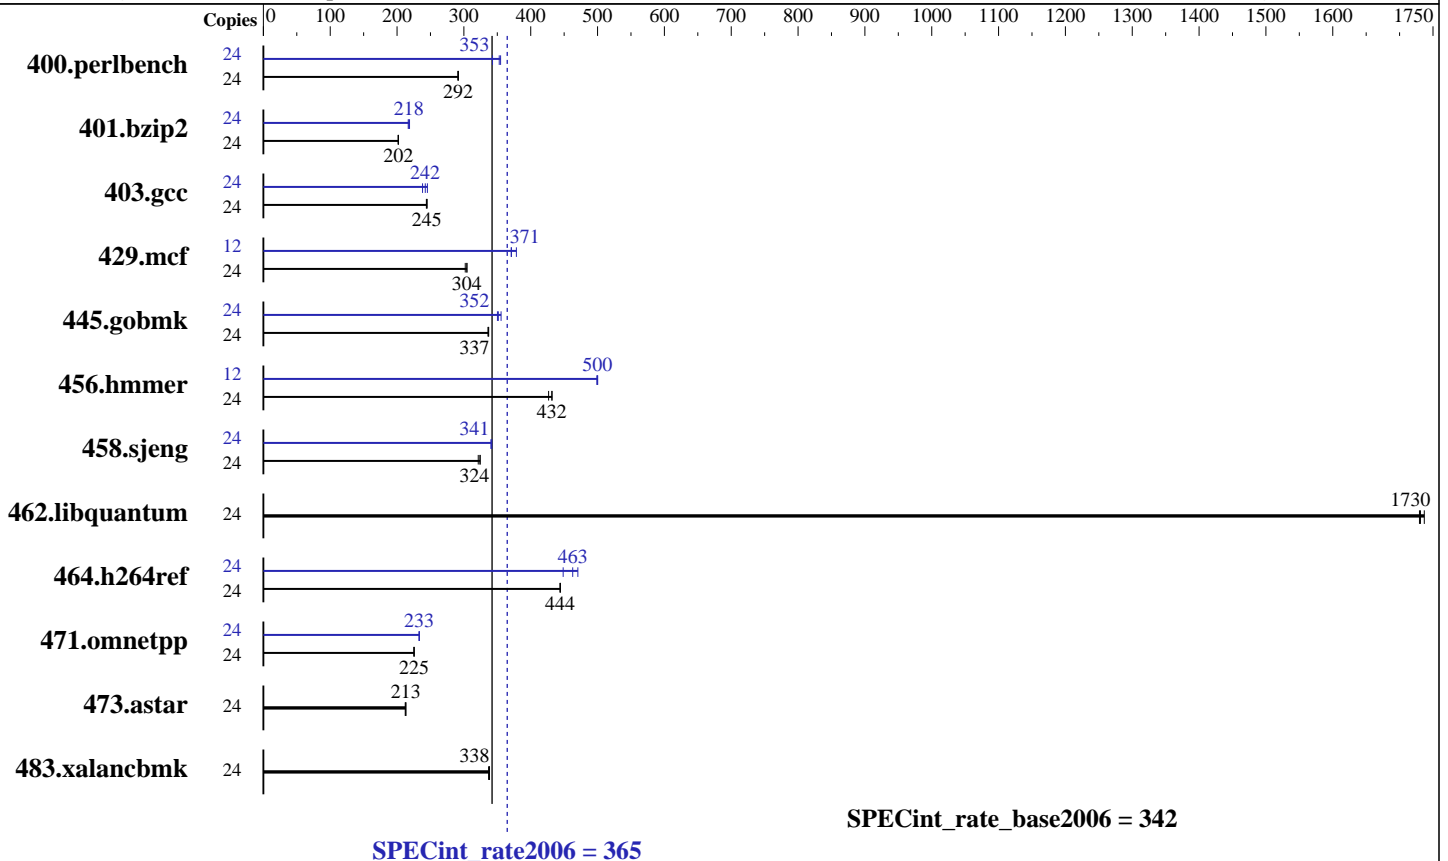 Copies 0 100 200 300 400 500 600 700 800 900 1000 1100 1200 1300 1400 1500 1600 1750
400.perlbench 24 353
24 292
401.bzip2 24 218
24 202
403.gcc 24 242
24 245
429.mcf 12 371
24 304
445.gobmk 24 352
24 337
456.hmmer 12 500
24 432
458.sjeng 24 341
24 324
462.libquantum 24 1730
464.h264ref 24 463
24 444
471.omnetpp 24 233
24 225
473.astar 24 213
483.xalancbmk 24 338
SPECint_rate_base2006 = 342
SPECint_rate2006 = 365